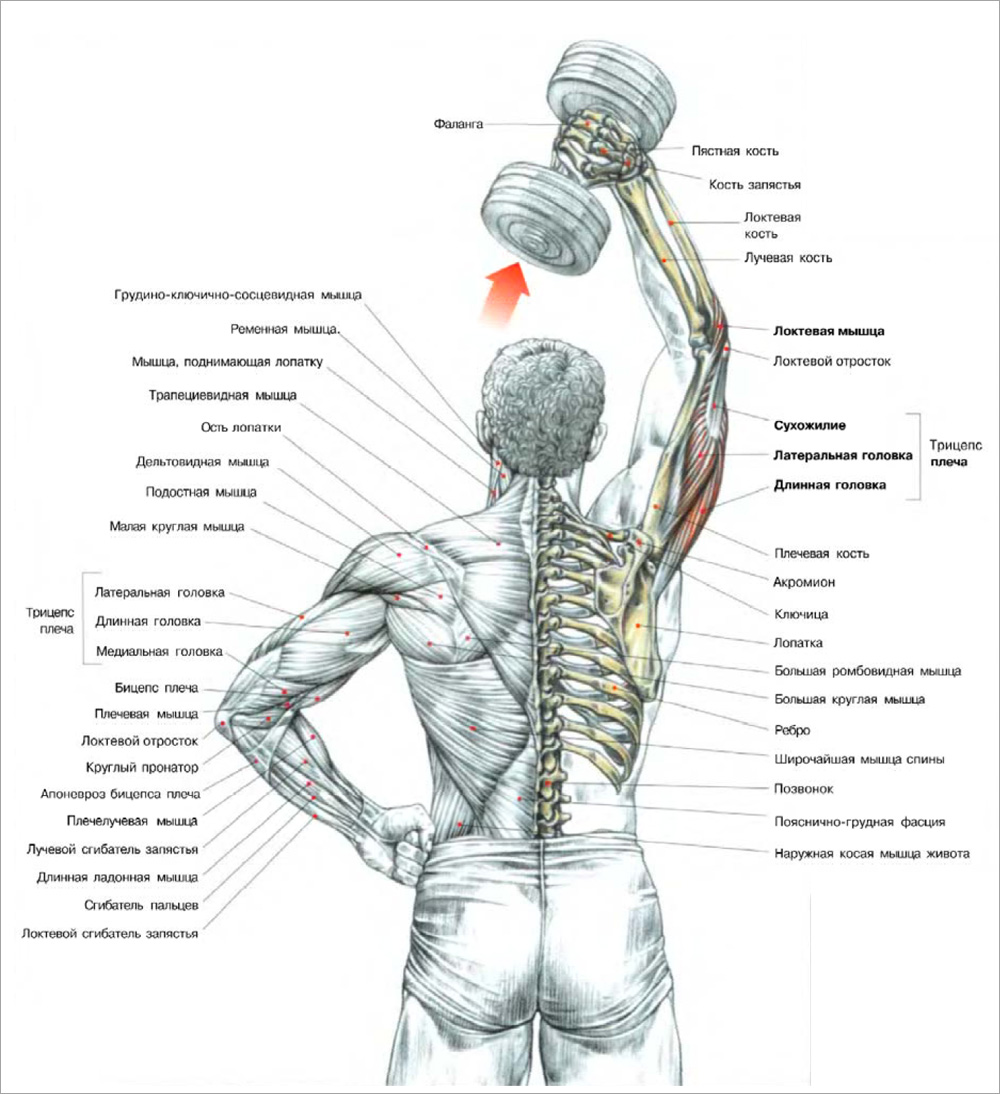 Фаланга
Пястная кость
Кость запястья
Локтевая
кость
Лучевая кость
Грудино-ключично-сосцевидная мышца
Ременная мышца.
Мышца, поднимающая лопатку
Трапециевидная мышца
Ость лопатки
Дельтовидная мышца
Подостная мышца
Малая круглая мышца
Трицепс
плеча
Латеральная головка
Длинная головка
Медиальная головка
Бицепс плеча
Плечевая мышца
Локтевой отросток
Круглый пронатор
Апоневроз бицепса плеча
Плечелучевая мышца
Лучевой сгибатель запястья
Длинная ладонная мышца
Сгибатель пальцев
Локтевой сгибатель запястья
Локтевая мышца
Локтевой отросток
Сухожилие
Латеральная головка
Длинная головка
Трицепс
плеча
Плечевая кость
Акромион
Ключица
Лопатка
Большая ромбовидная мышца
Большая круглая мышца
Ребро
Широчайшая мышца спины
Позвонок
Пояснично-грудная фасция
Наружная косая мышца живота